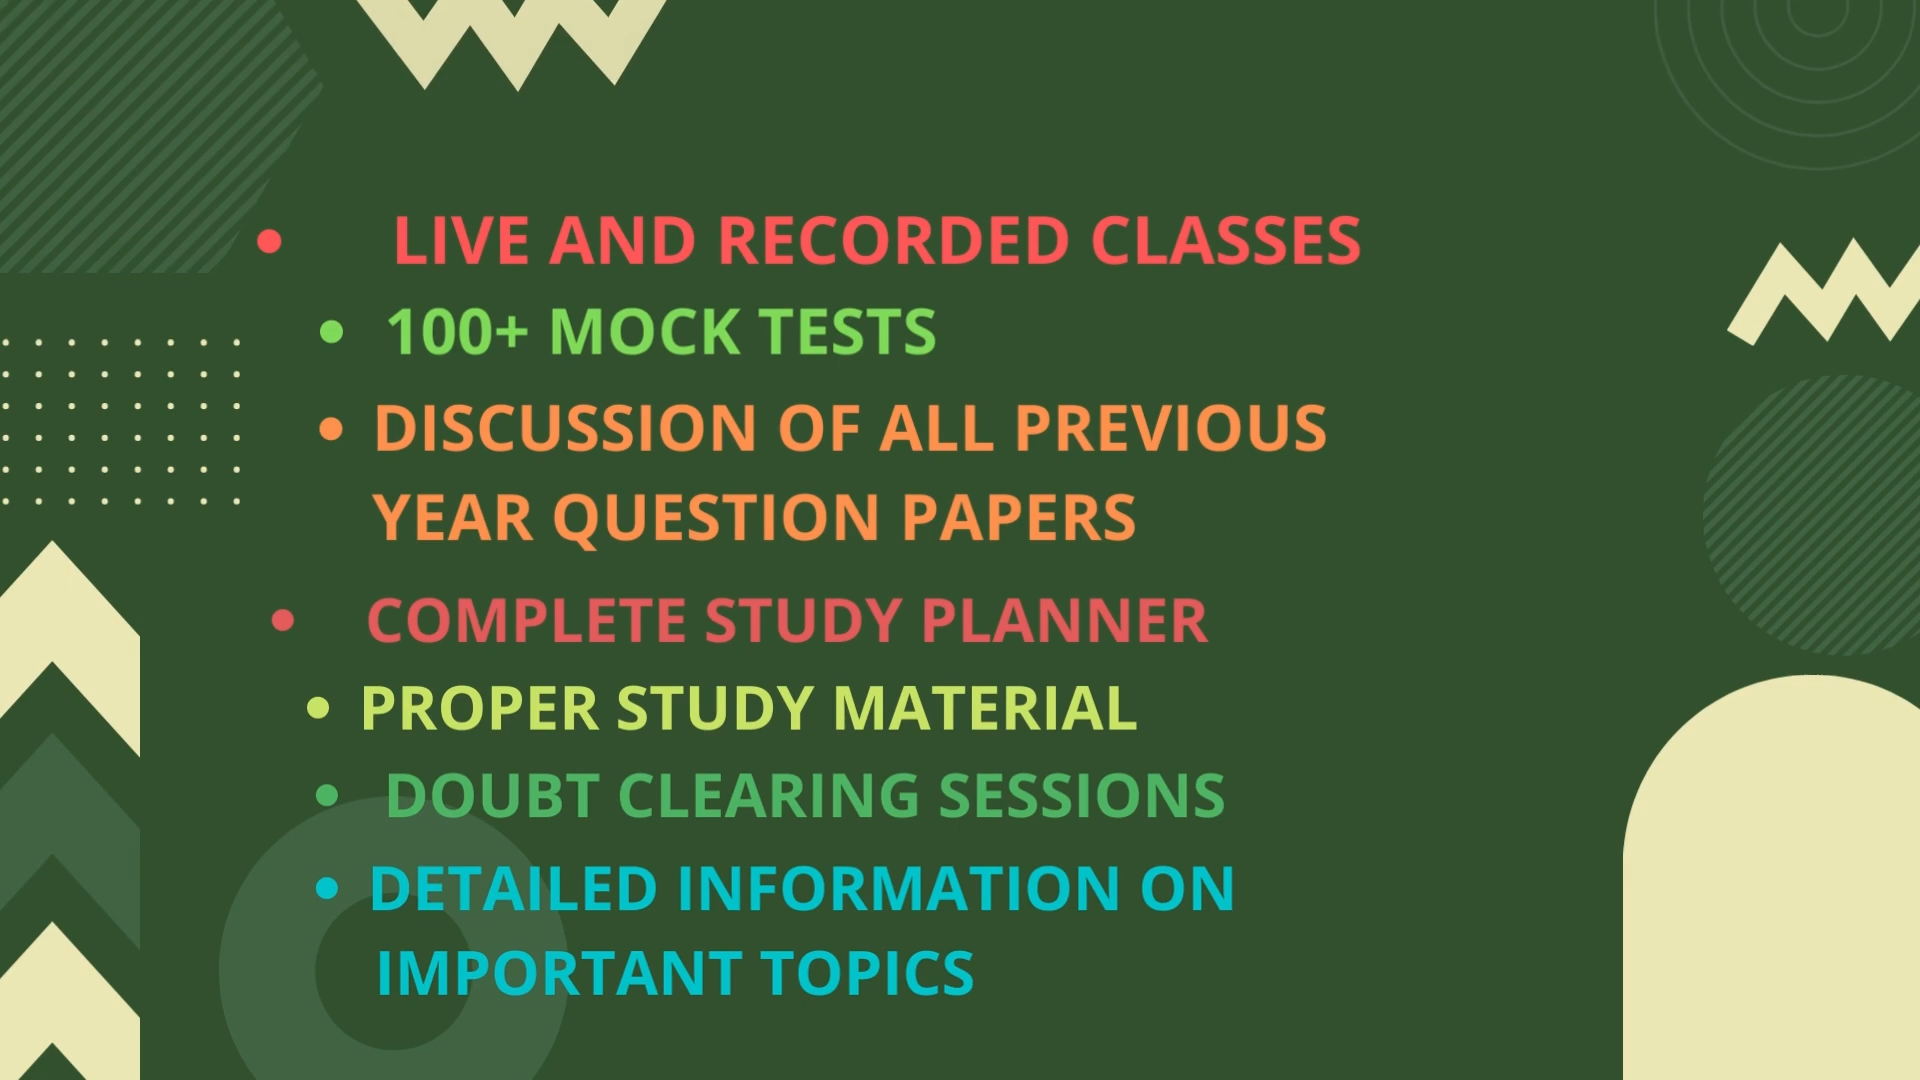 • LIVE AND RECORDED CLASSES
• 100+ MOCK TESTS
• DISCUSSION OF ALL PREVIOUS
YEAR QUESTION PAPERS
• COMPLETE STUDY PLANNER
• PROPER STUDY MATERIAL
• DOUBT CLEARING SESSIONS
• DETAILED INFORMATION ON
IMPORTANT TOPICS